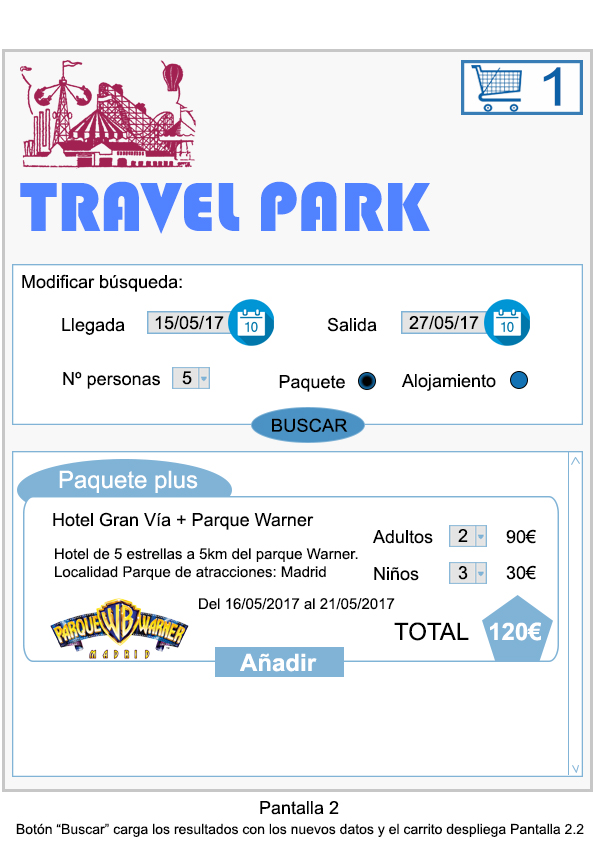 1
TRAVEL PARK
Modificar búsqueda:
Llegada 15/05/17 10 Salida 27/05/17 10
Nº personas 5 Paquete Alojamiento
BUSCAR
Paquete plus
Hotel Gran Vía + Parque Warner
Adultos 2 90€
Hotel de 5 estrellas a 5km del parque Warner.
Localidad Parque de atracciones: Madrid
Niños 3 30€
Del 16/05/2017 al 21/05/2017
PARQUE WB WARNER
MADRID
TOTAL 120€
Añadir
Pantalla 2
Botón “Buscar” carga los resultados con los nuevos datos y el carrito despliega Pantalla 2.2